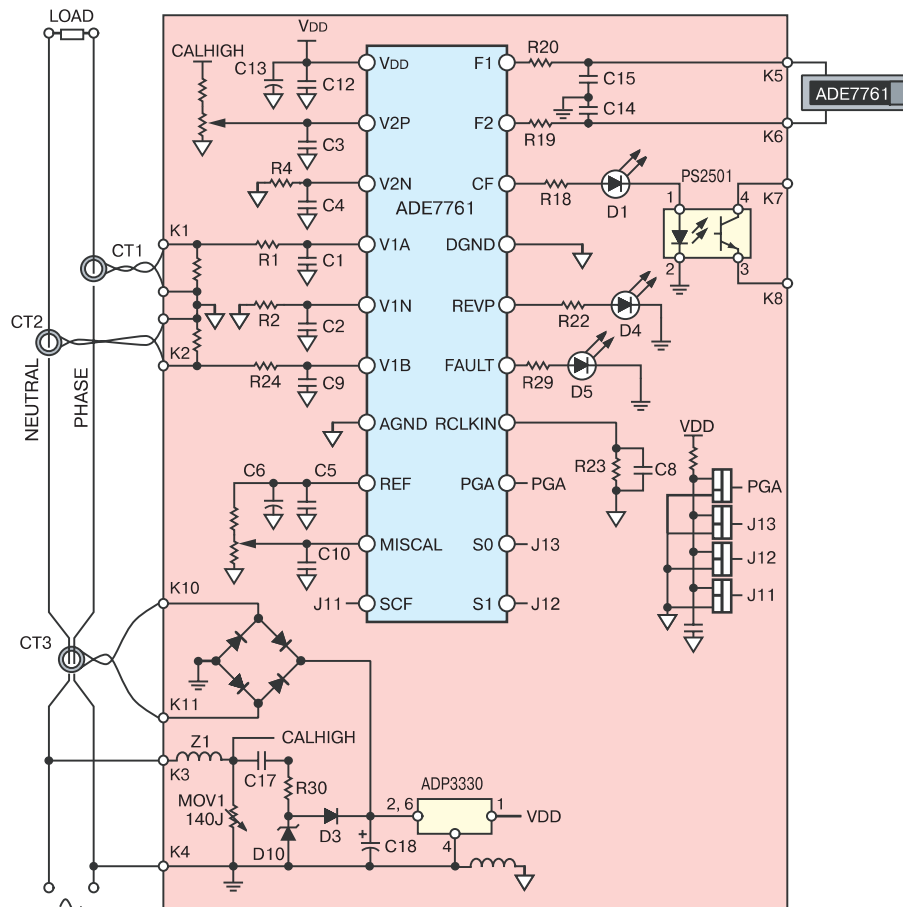 LOAD
VDD
CALHIGH
C13
C12
VDD
F1
R20
C15
K5
ADE7761
C14
V2P
F2
R19
K6
C3
R4
V2N
CF
R18
D1
PS2501
1
4
K7
C4
ADE7761
K1
CT1
R1
C1
V1A
DGND
2
3
K8
CT2
R2
C2
V1N
REVP
R22
D4
K2
R24
C9
V1B
FAULT
R29
D5
NEUTRAL
PHASE
AGND
RCLKIN
R23
C8
VDD
C6
C5
REF
PGA
PGA
PGA
C10
MISCAL
S0
J13
J13
J12
K10
J11
SCF
S1
J12
J11
CT3
K11
Z1
CALHIGH
K3
C17
R30
MOV1
140J
ADP3330
2, 6
1
VDD
D3
C18
+
4
K4
D10